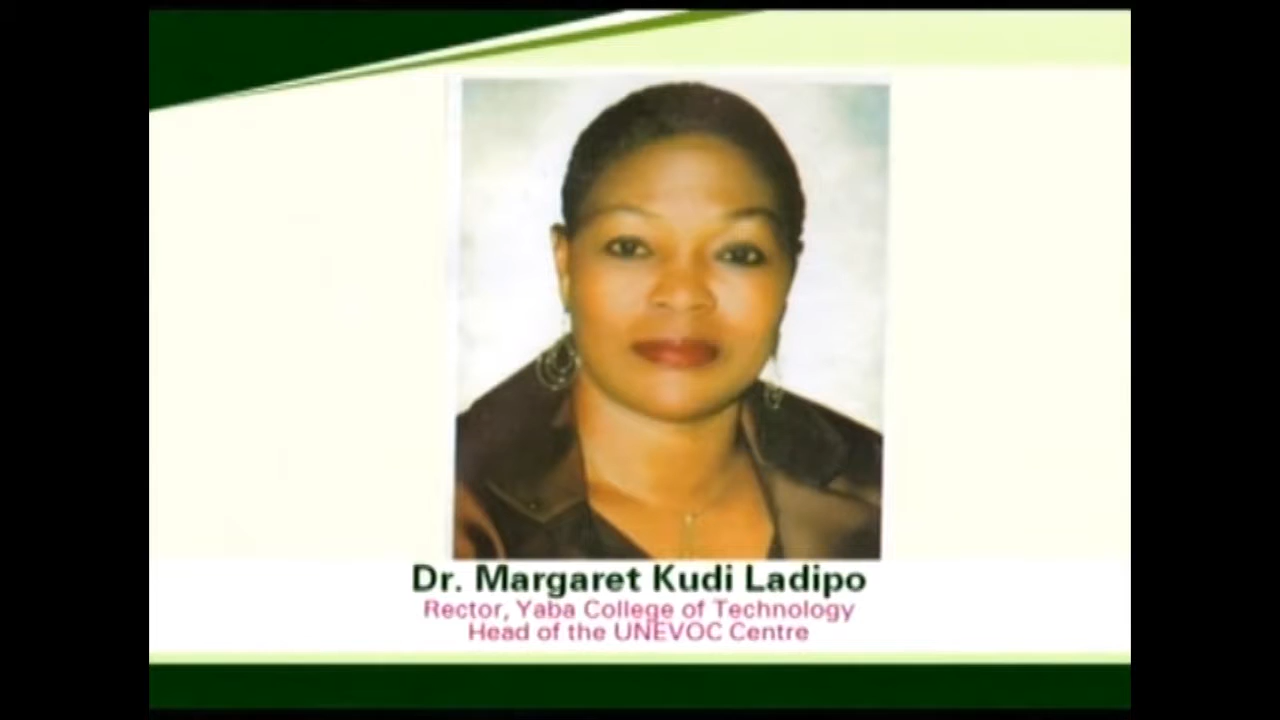 Dr. Margaret Kudi Ladipo
Rector, Yaba College of Technology
Head of the UNEVOC Centre